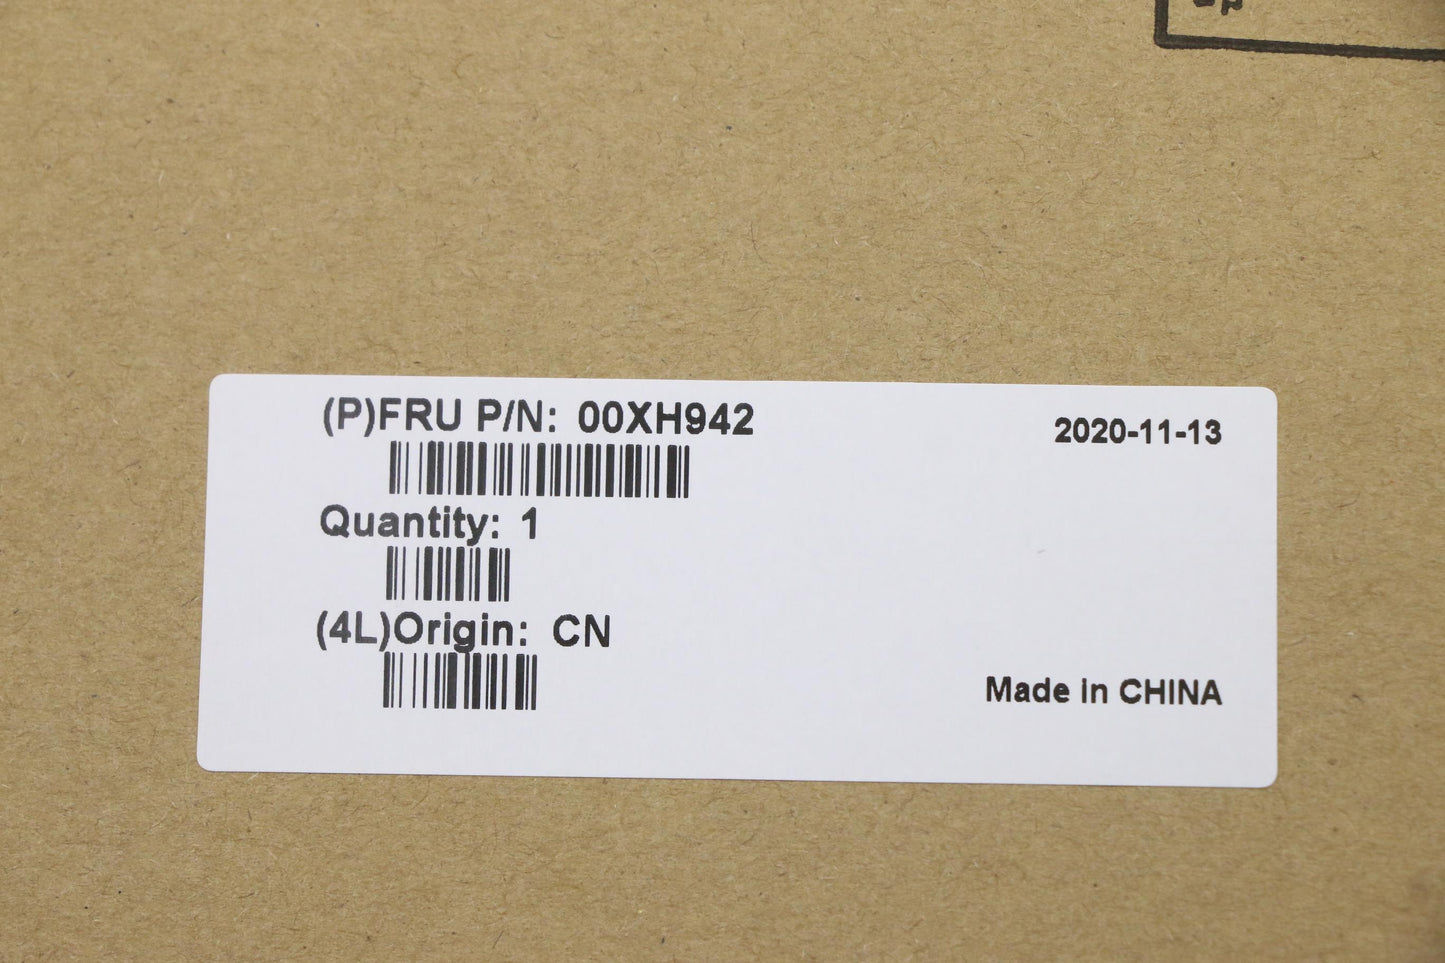 (P)FRU P/N: 00XH942
2020-11-13
Quantity: 1
(4L)Origin: CN
Made in CHINA